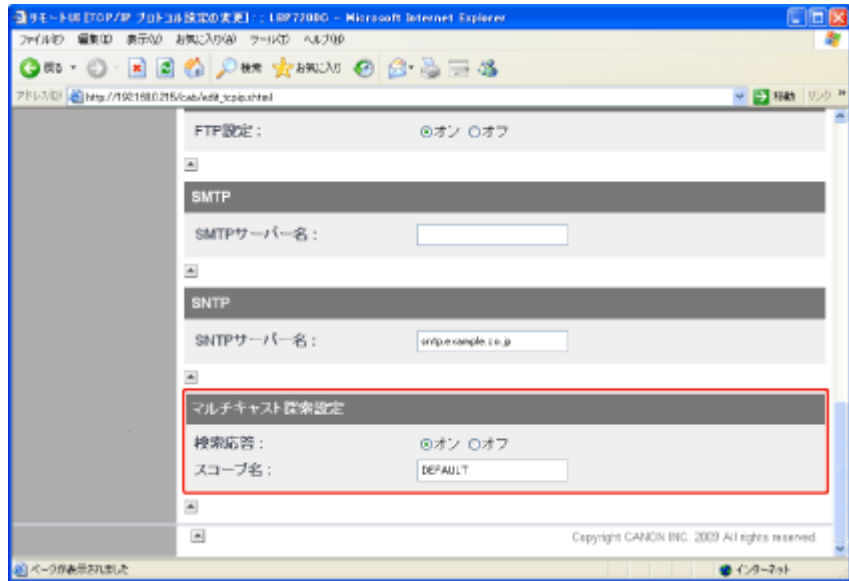 リモートUI [TCP/IP プロトコル設定の変更] : ; LBP7200C - Microsoft Internet Explorer
ファイル(F) 編集(E) 表示(V) お気に入り(A) ツール(T) ヘルプ(H)
戻る 検索 お気に入り
アドレス(D) http://192.168.0.215/cab/edit_tcpip.shtml 移動 リンク
FTP設定 : オン オフ
SMTP
SMTPサーバー名 :
SNTP
SNTPサーバー名 : sntp.example.co.jp
マルチキャスト探索設定
検索応答 : オン オフ
スコープ名 : DEFAULT
Copyright CANON INC. 2009 All rights reserved
ページが表示されました インターネット